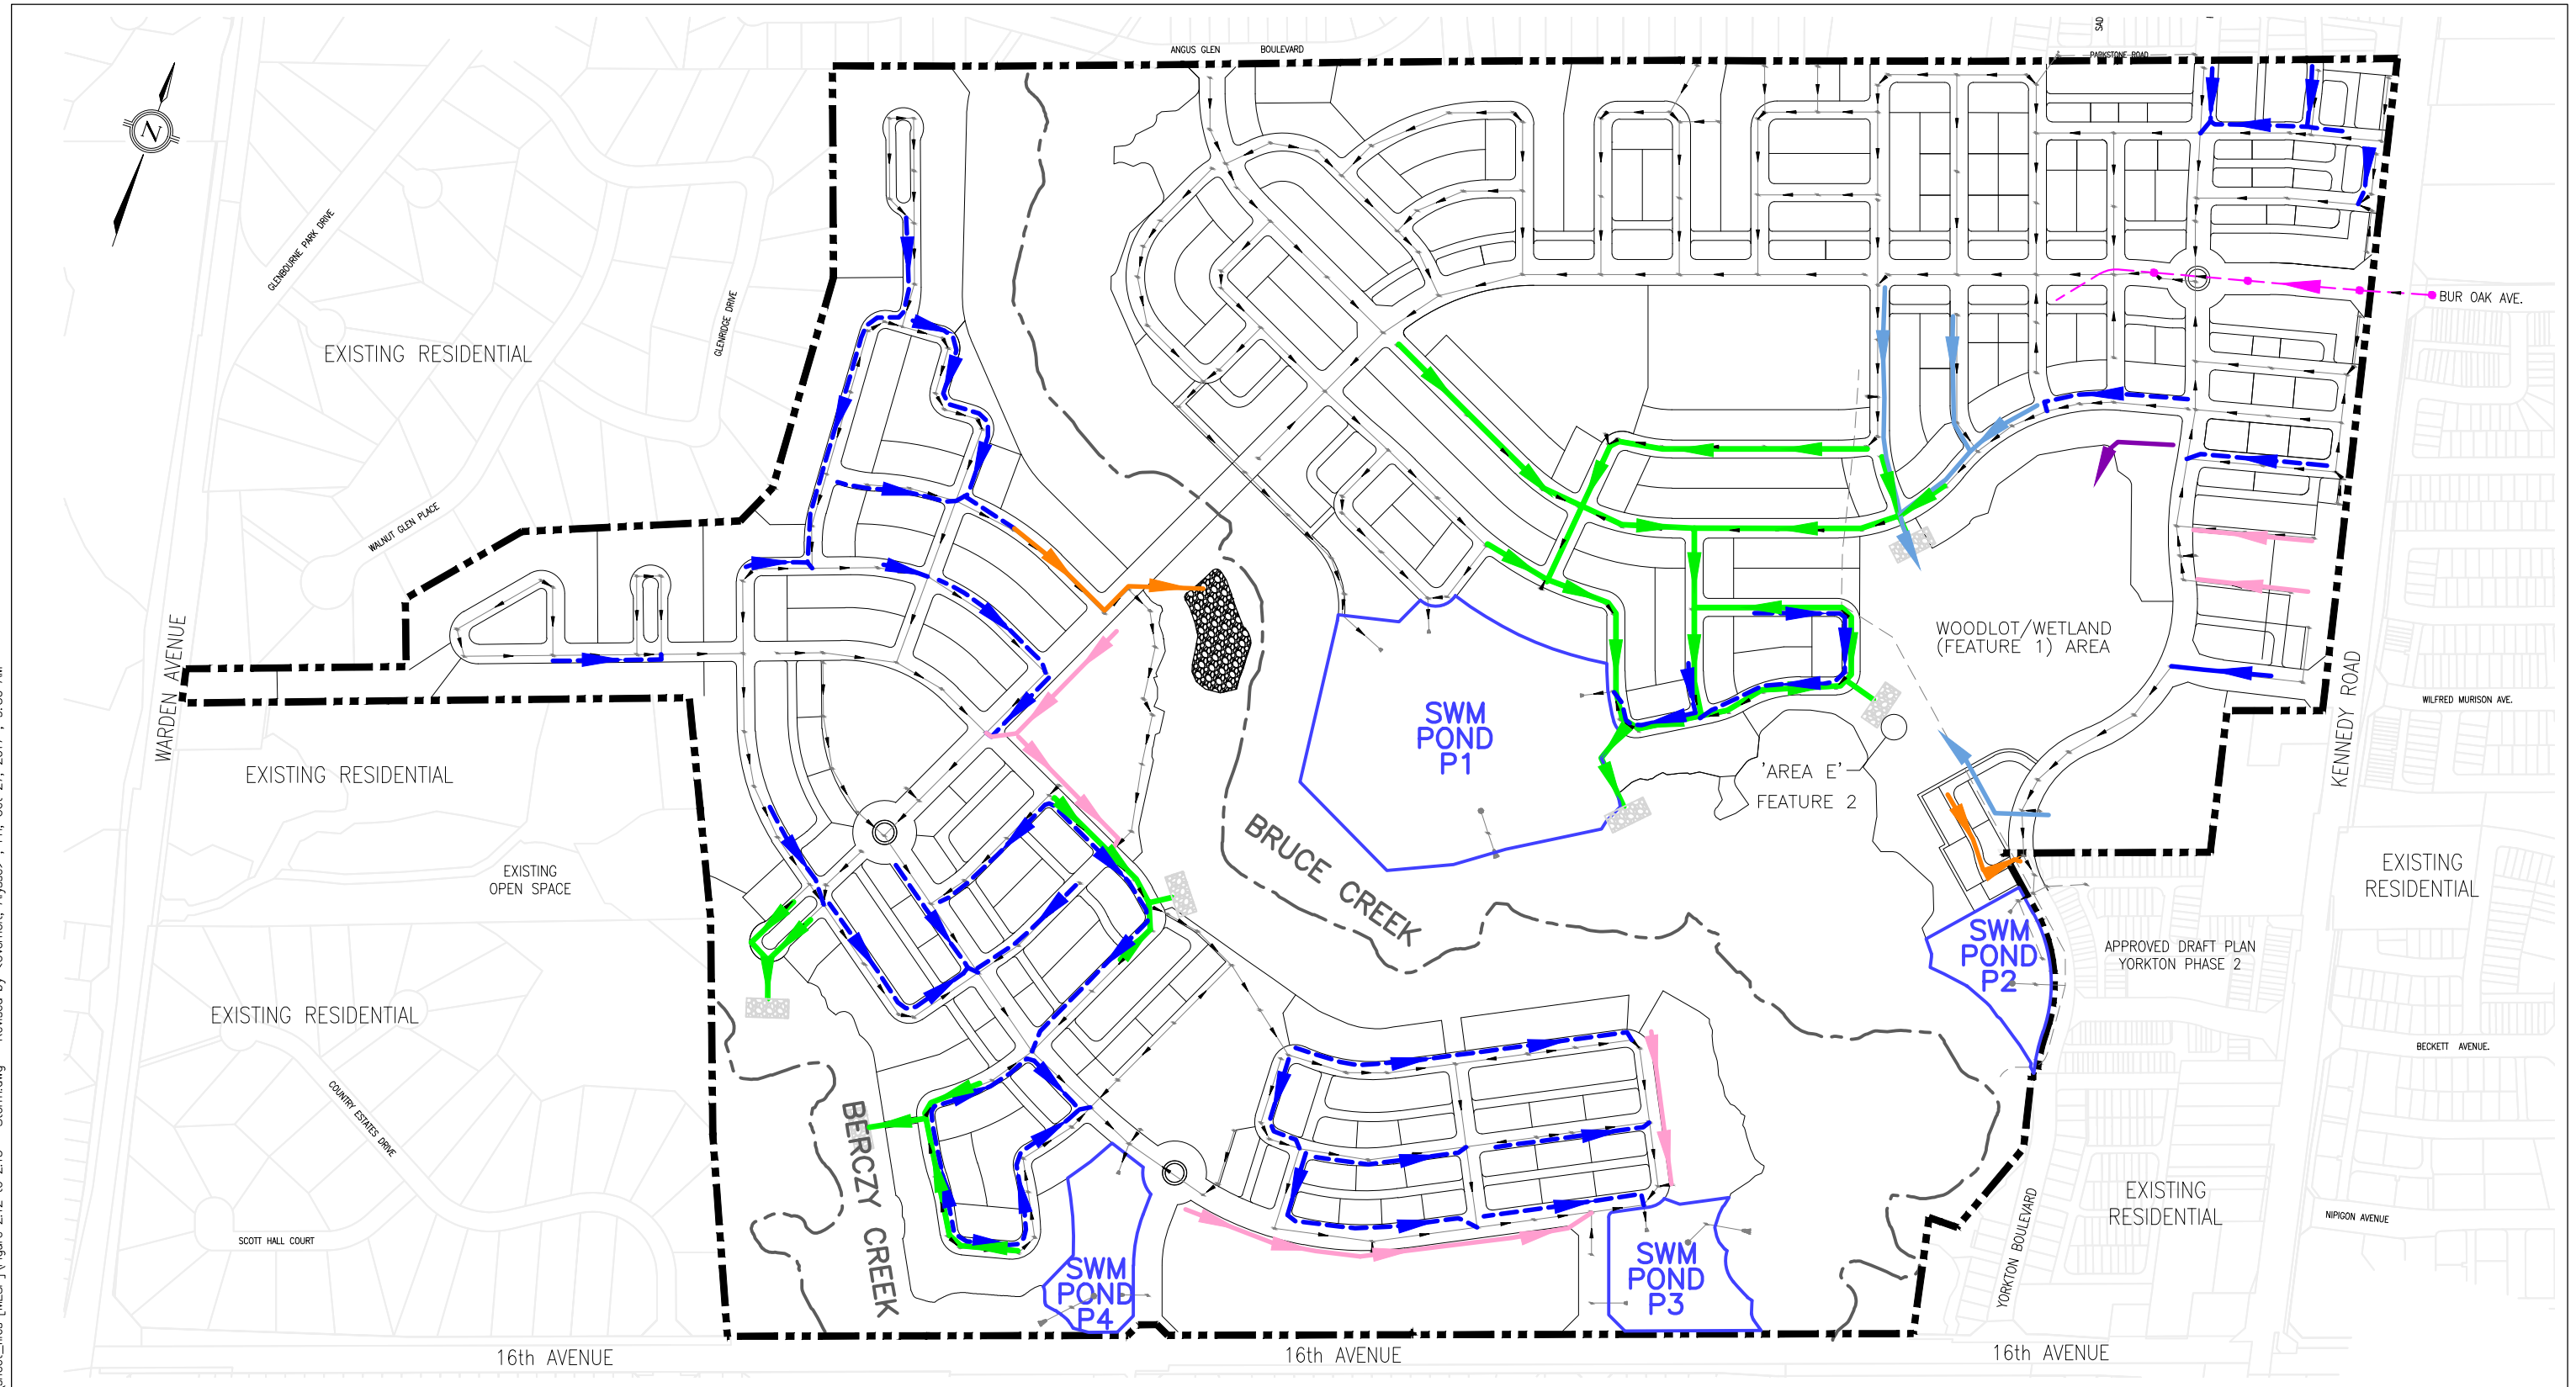 ANGUS GLEN BOULEVARD
SAD
PARKSTONE ROAD
N
GLENBOURNE PARK DRIVE
GLENRIDGE DRIVE
BUR OAK AVE.
EXISTING RESIDENTIAL
WALNUT GLEN PLACE
WARDEN AVENUE
WOODLOT/WETLAND
(FEATURE 1) AREA
KENNEDY ROAD
WILFRED MURISON AVE.
SWM
POND
P1
EXISTING RESIDENTIAL
'AREA E'
FEATURE 2
BRUCE CREEK
EXISTING
OPEN SPACE
EXISTING
RESIDENTIAL
SWM
POND
P2
APPROVED DRAFT PLAN
YORKTON PHASE 2
EXISTING RESIDENTIAL
BECKETT AVENUE.
COUNTRY ESTATES DRIVE
BERCZY CREEK
EXISTING
RESIDENTIAL
NIPIGON AVENUE
YORKTON BOULEVARD
SCOTT HALL COURT
SWM
POND
P4
SWM
POND
P3
16th AVENUE
16th AVENUE
16th AVENUE